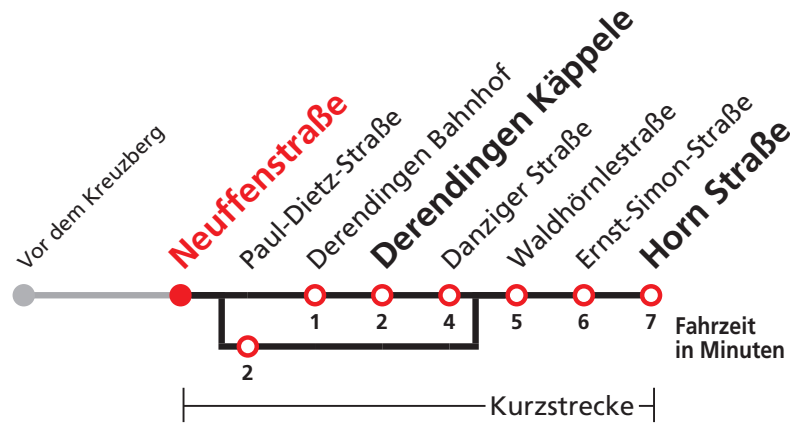 Vor dem Kreuzberg
Neuffenstraße
Paul-Dietz-Straße
Derendingen Bahnhof
Derendingen Käppele
Danziger Straße
Waldhörnlestraße
Ernst-Simon-Straße
Horn Straße
1
2
4
5
6
7
Fahrzeit
in Minuten
2
Kurzstrecke